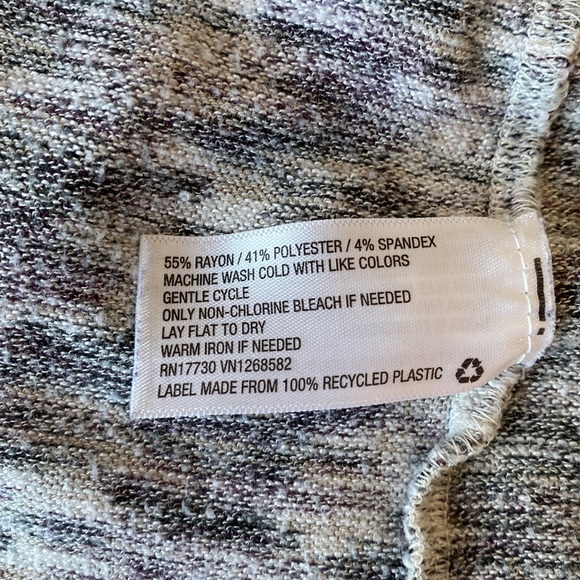 55% RAYON / 41% POLYESTER / 4% SPANDEX
MACHINE WASH COLD WITH LIKE COLORS
GENTLE CYCLE
ONLY NON-CHLORINE BLEACH IF NEEDED
LAY FLAT TO DRY
WARM IRON IF NEEDED
RN17730 VN1268582
LABEL MADE FROM 100% RECYCLED PLASTIC